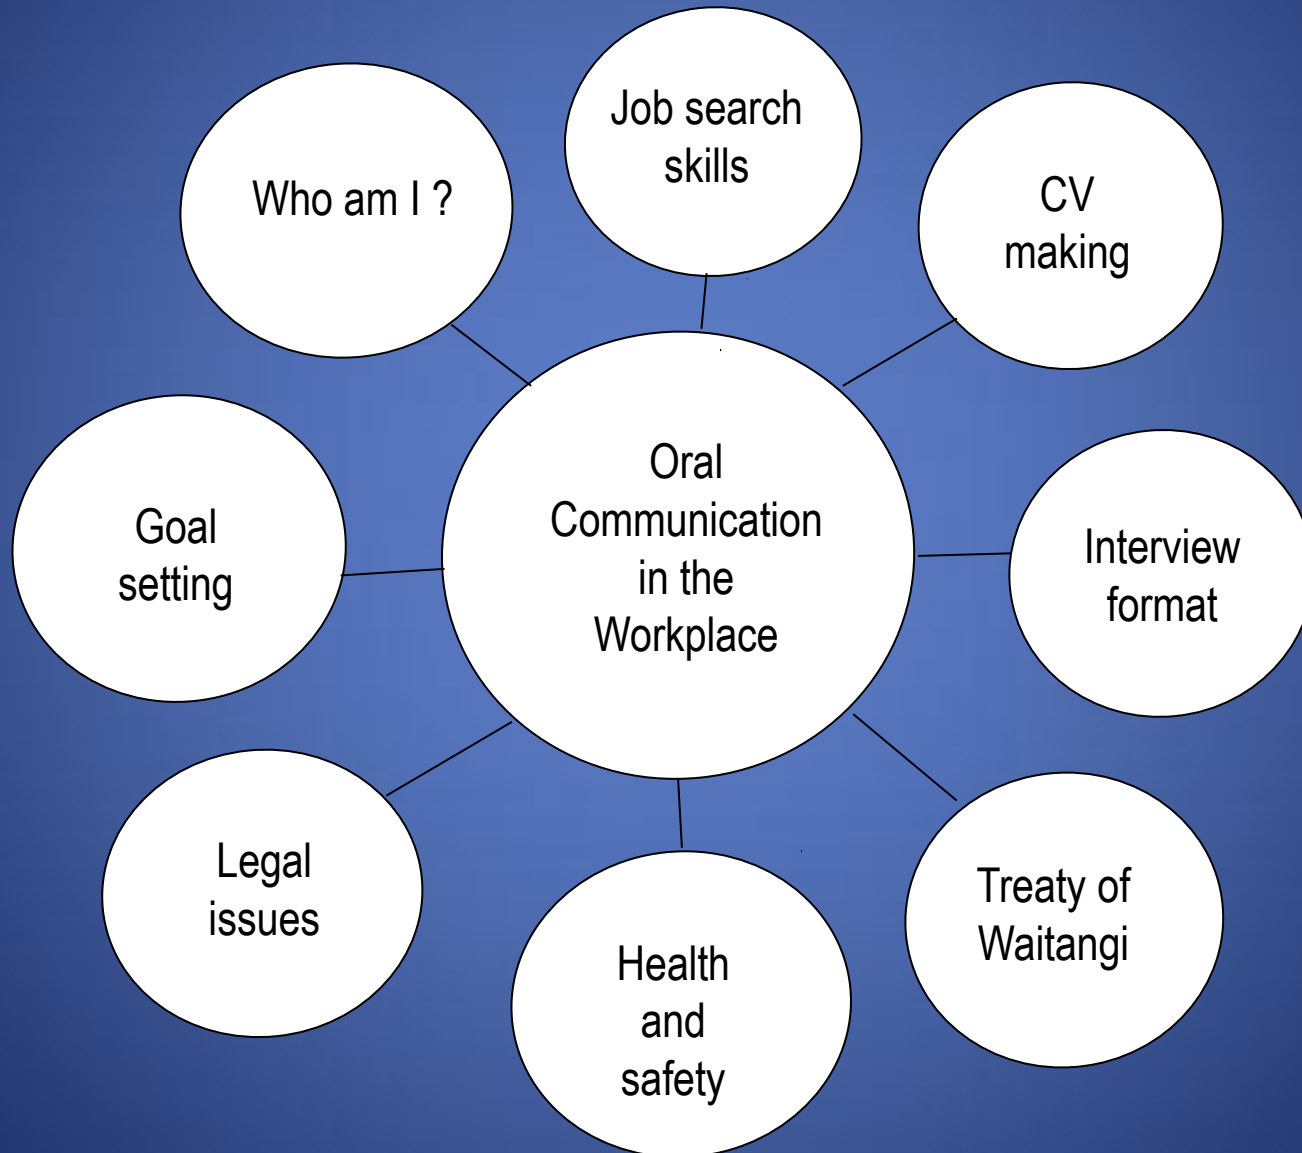 Job search
skills
Who am I ?
CV
making
Oral
Communication
in the
Workplace
Goal
setting
Interview
format
Legal
issues
Treaty of
Waitangi
Health
and
safety